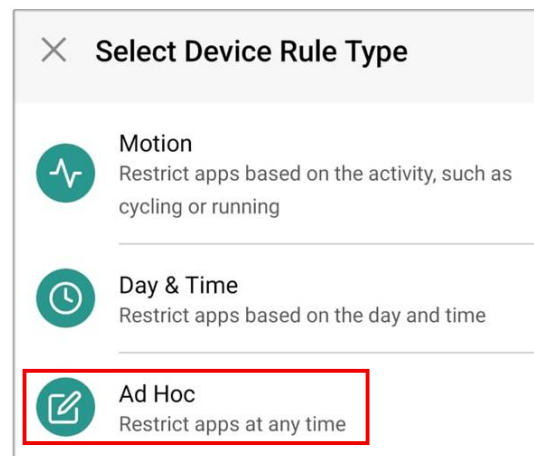 Select Device Rule Type
Motion
Restrict apps based on the activity, such as
cycling or running
Day & Time
Restrict apps based on the day and time
Ad Hoc
Restrict apps at any time